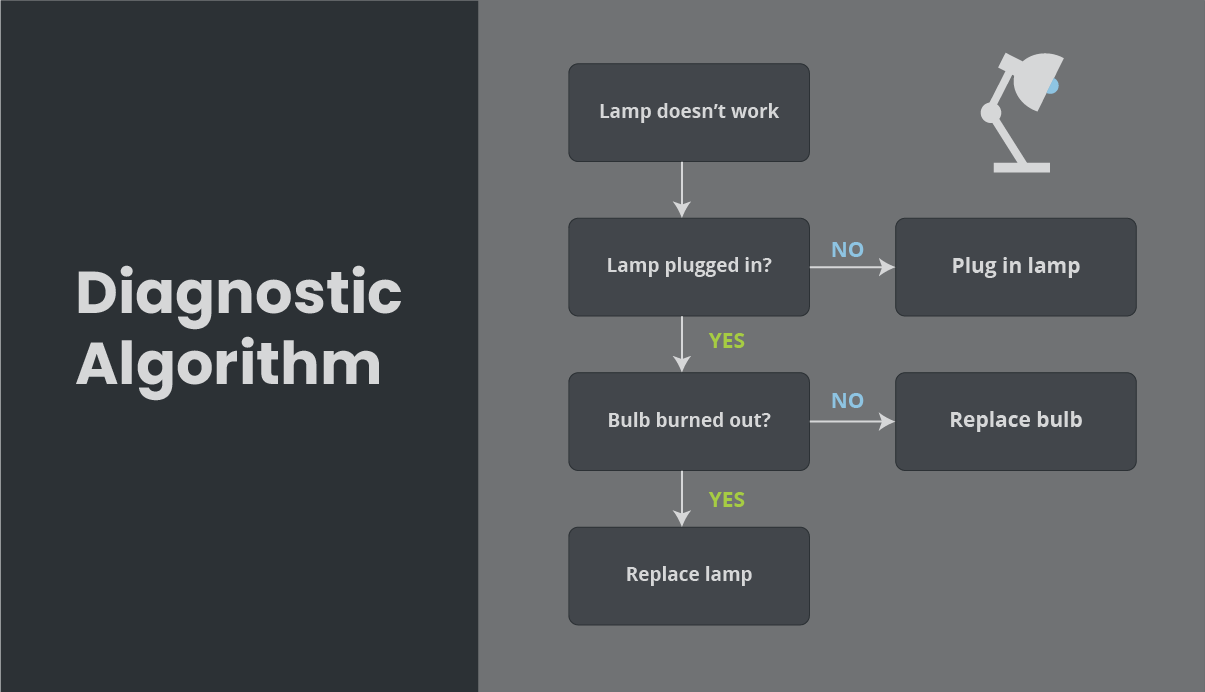 Diagnostic
Algorithm
Lamp doesn’t work
Lamp plugged in?
NO
Plug in lamp
YES
Bulb burned out?
NO
Replace bulb
YES
Replace lamp